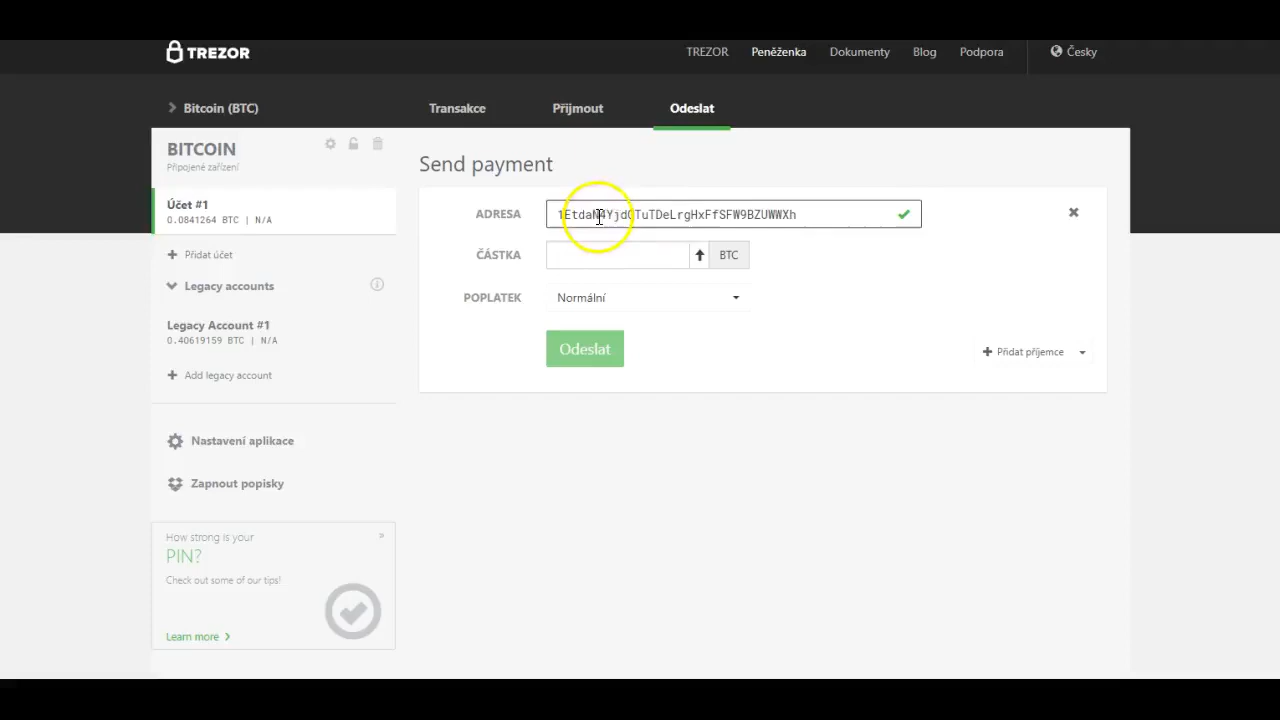 TREZOR
TREZOR Peněženka Dokumenty Blog Podpora Česky
Bitcoin (BTC)
Transakce Přijmout Odeslat
BITCOIN
Připojené zařízení
Účet #1
0.0841264 BTC | N/A
Přidat účet
Legacy accounts
Legacy Account #1
0.40619159 BTC | N/A
Add legacy account
Nastavení aplikace
Zapnout popisky
How strong is your
PIN?
Check out some of our tips!
Learn more
Send payment
ADRESA
ČÁSTKA BTC
POPLATEK Normální
Odeslat
Přidat příjemce